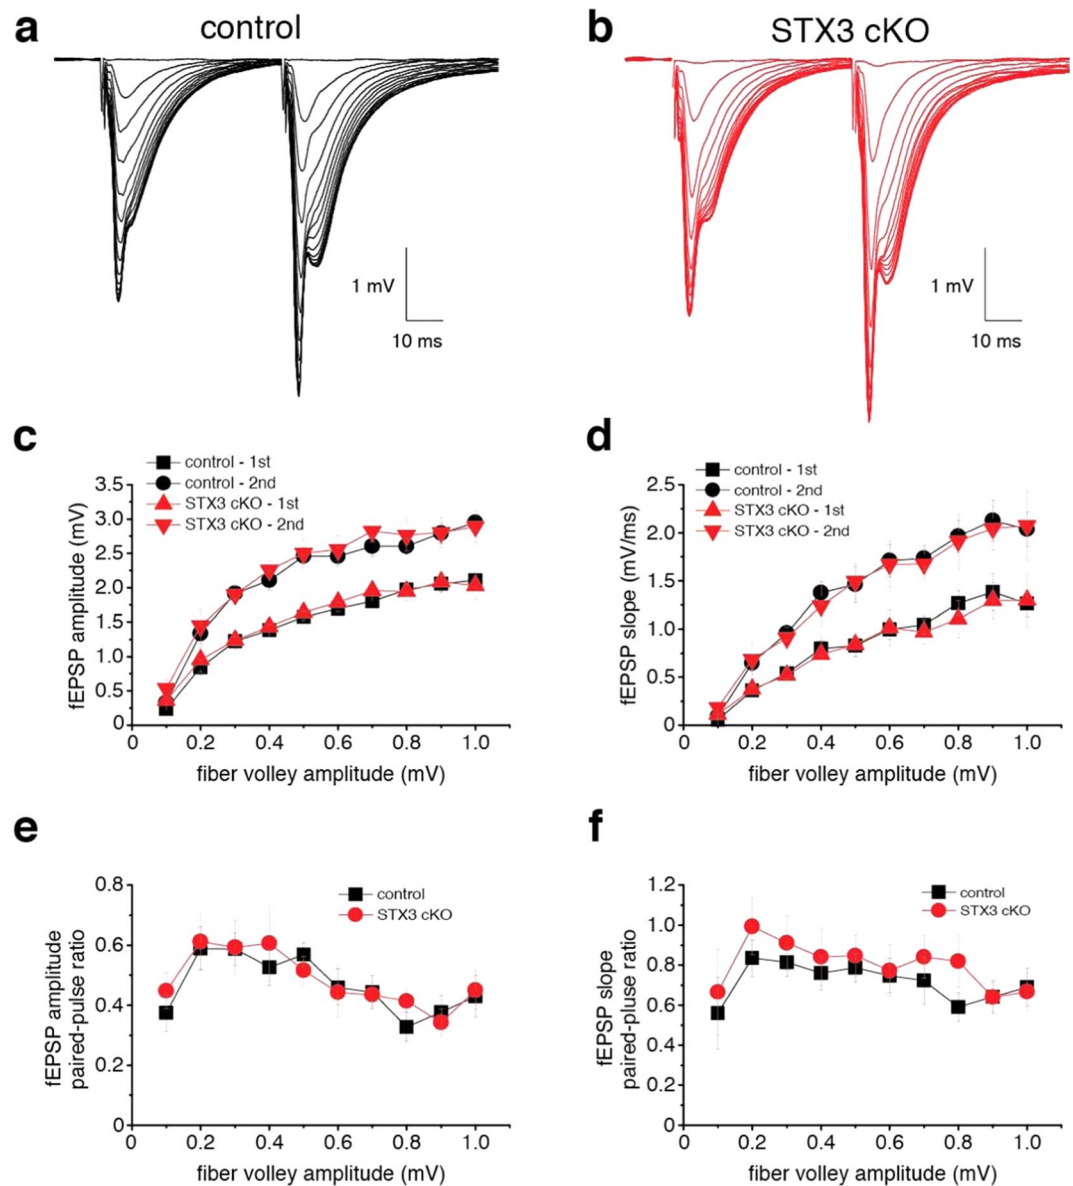 a
control
b
STX3 cKO
1 mV
10 ms
1 mV
10 ms
c
control - 1st
control - 2nd
STX3 cKO - 1st
STX3 cKO - 2nd
3.5
3.0
2.5
2.0
1.5
1.0
0.5
0
fEPSP amplitude (mV)
0 0.2 0.4 0.6 0.8 1.0
fiber volley amplitude (mV)
d
control - 1st
control - 2nd
STX3 cKO - 1st
STX3 cKO - 2nd
2.5
2.0
1.5
1.0
0.5
0
fEPSP slope (mV/ms)
0 0.2 0.4 0.6 0.8 1.0
fiber volley amplitude (mV)
e
control
STX3 cKO
0.8
0.6
0.4
0.2
0
fEPSP amplitude
paired-pulse ratio
0 0.2 0.4 0.6 0.8 1.0
fiber volley amplitude (mV)
f
control
STX3 cKO
1.2
1.0
0.8
0.6
0.4
0.2
0
fEPSP slope
paired-pluse ratio
0 0.2 0.4 0.6 0.8 1.0
fiber volley amplitude (mV)